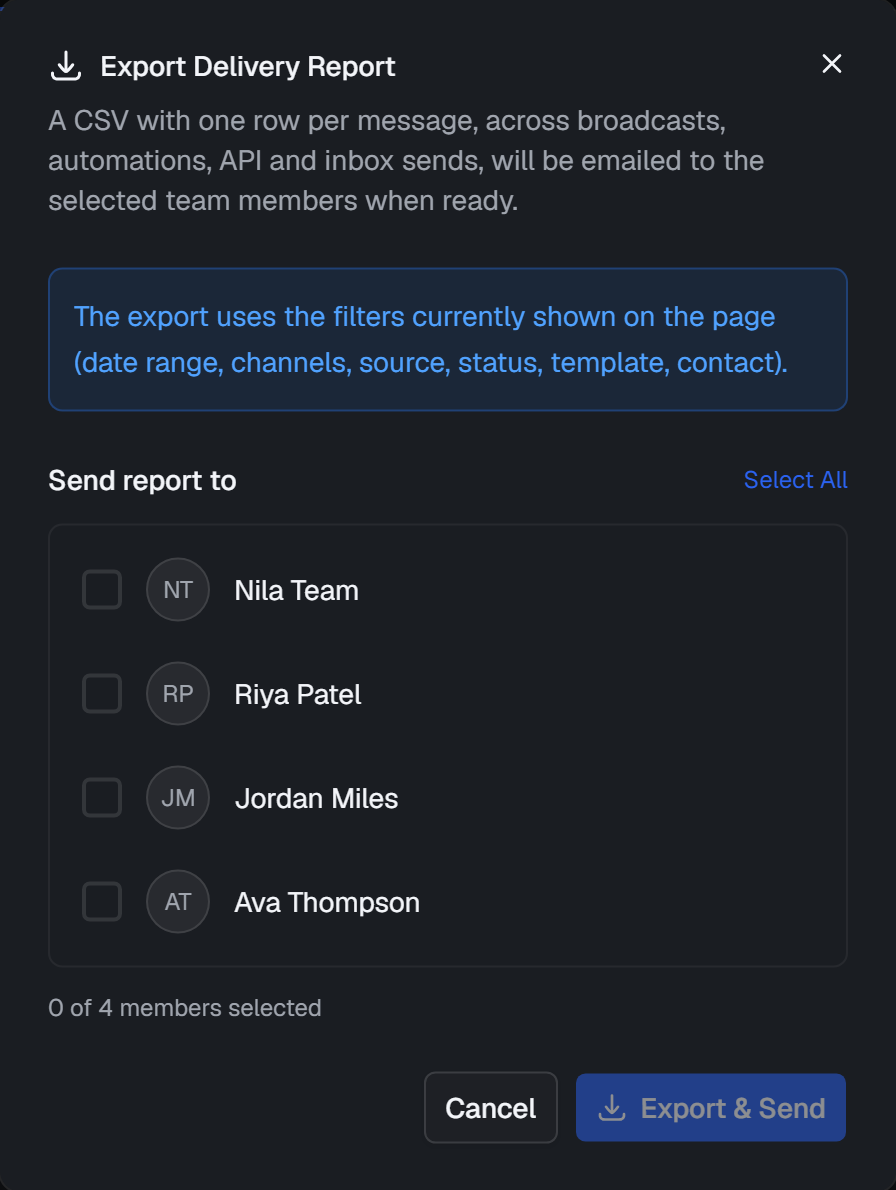 Export Delivery Report
A CSV with one row per message, across broadcasts,
automations, API and inbox sends, will be emailed to the
selected team members when ready.
The export uses the filters currently shown on the page
(date range, channels, source, status, template, contact).
Send report to
Select All
NT Nila Team
RP Riya Patel
JM Jordan Miles
AT Ava Thompson
0 of 4 members selected
Cancel
Export & Send